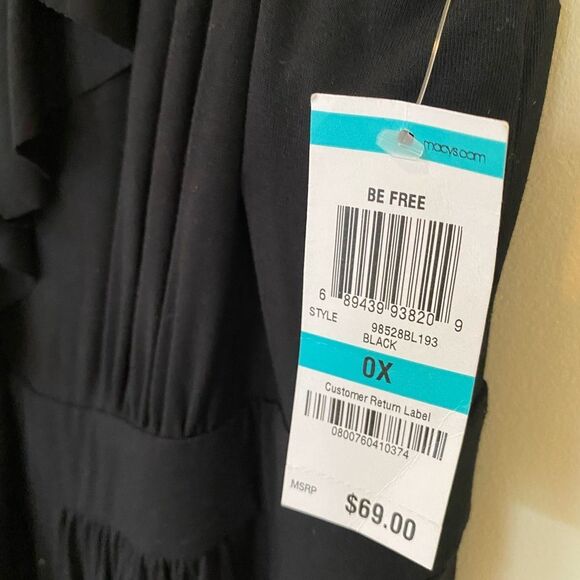 macys.com
BE FREE
6 89439 93820 9
STYLE 98528BL193
BLACK
0X
Customer Return Label
0800760410374
MSRP $69.00